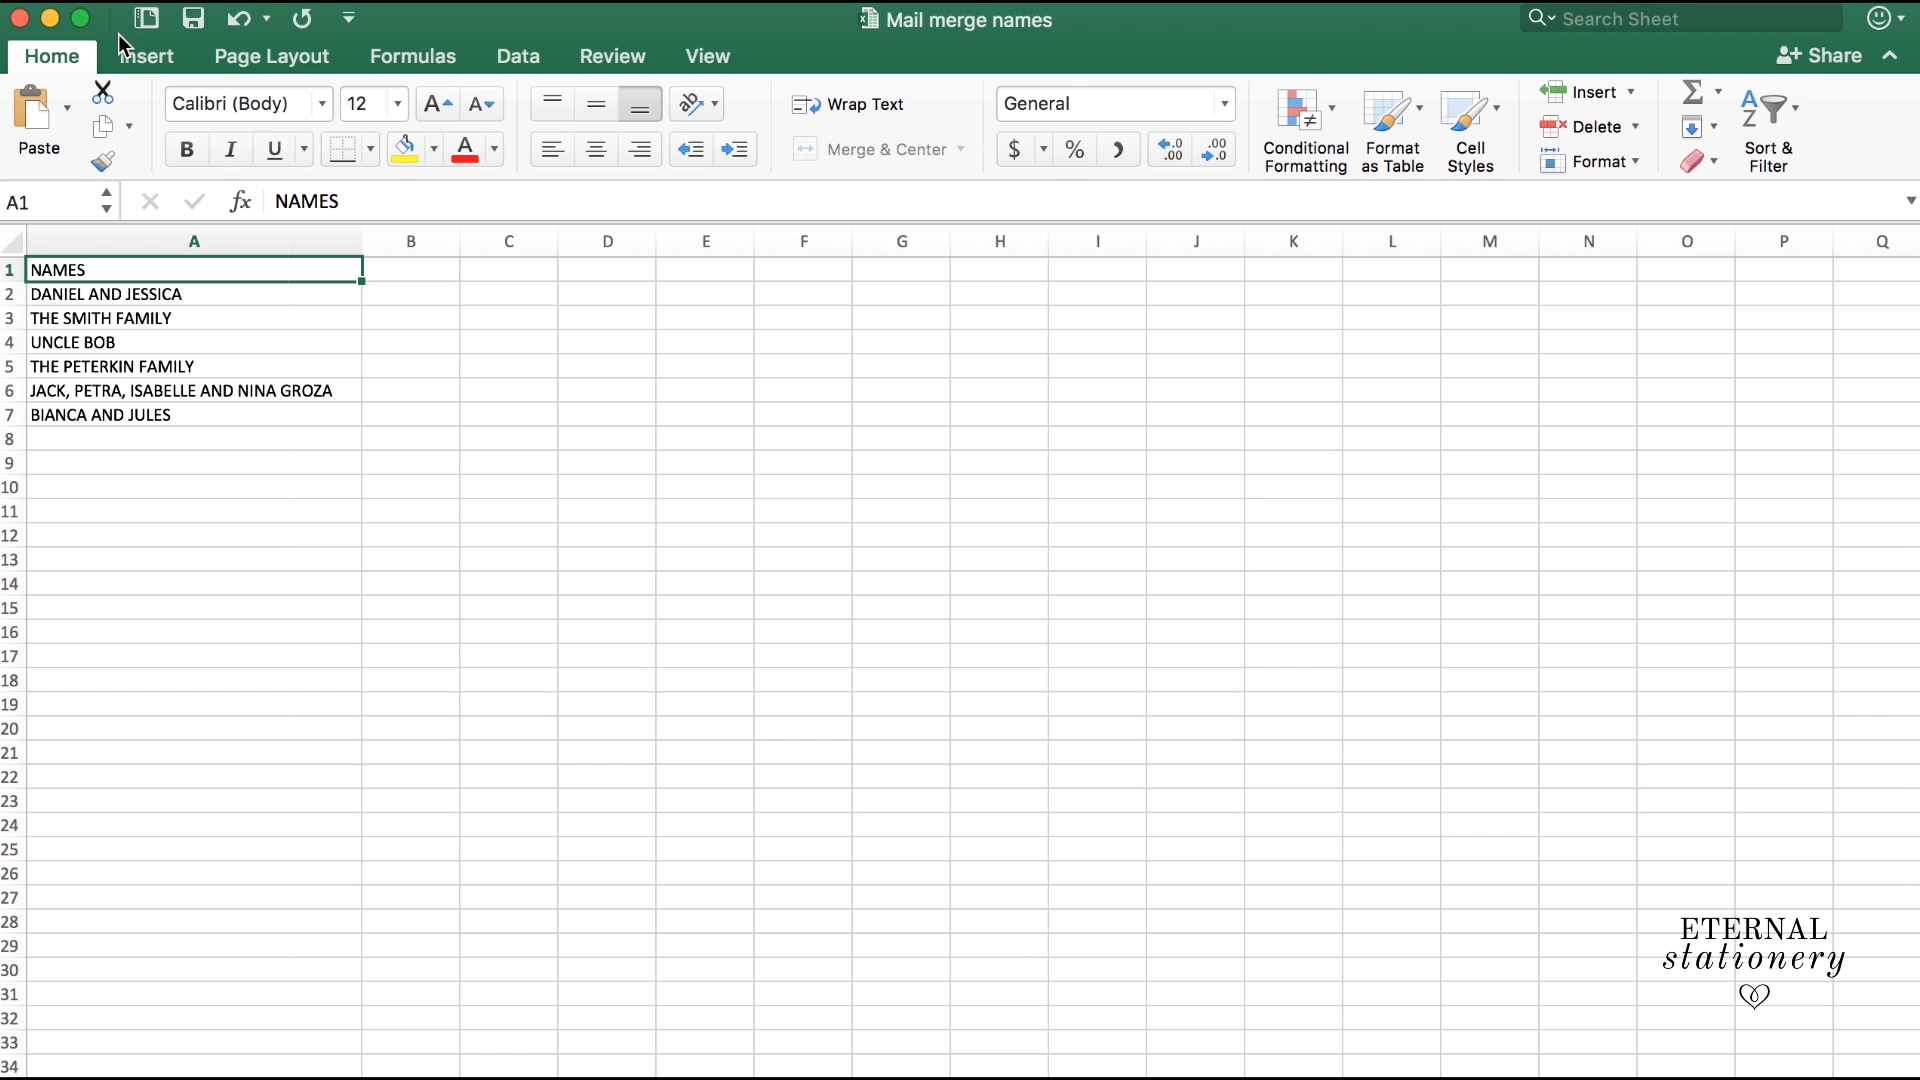 Mail merge names
Search Sheet
Home
Insert
Page Layout
Formulas
Data
Review
View
Share
Paste
Calibri (Body)
12
Wrap Text
Merge & Center
General
Conditional
Formatting
Format
as Table
Cell
Styles
Insert
Delete
Format
Sort &
Filter
A1
fx
NAMES
A B C D E F G H I J K L M N O P Q
1 NAMES
2 DANIEL AND JESSICA
3 THE SMITH FAMILY
4 UNCLE BOB
5 THE PETERKIN FAMILY
6 JACK, PETRA, ISABELLE AND NINA GROZA
7 BIANCA AND JULES
8
9
10
11
12
13
14
15
16
17
18
19
20
21
22
23
24
25
26
27
28
29
30
31
32
33
34
ETERNAL
stationery